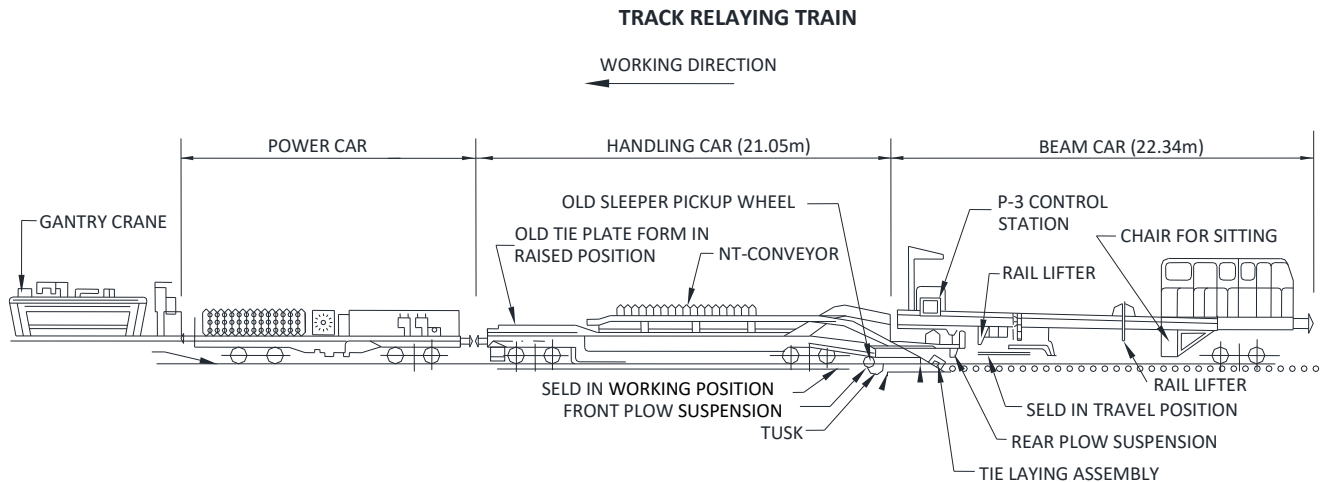 TRACK RELAYING TRAIN
WORKING DIRECTION
POWER CAR
HANDLING CAR (21.05m)
BEAM CAR (22.34m)
GANTRY CRANE
OLD SLEEPER PICKUP WHEEL
OLD TIE PLATE FORM IN
RAISED POSITION
NT-CONVEYOR
P-3 CONTROL
STATION
RAIL LIFTER
CHAIR FOR SITTING
SELD IN WORKING POSITION
FRONT PLOW SUSPENSION
TUSK
RAIL LIFTER
SELD IN TRAVEL POSITION
REAR PLOW SUSPENSION
TIE LAYING ASSEMBLY